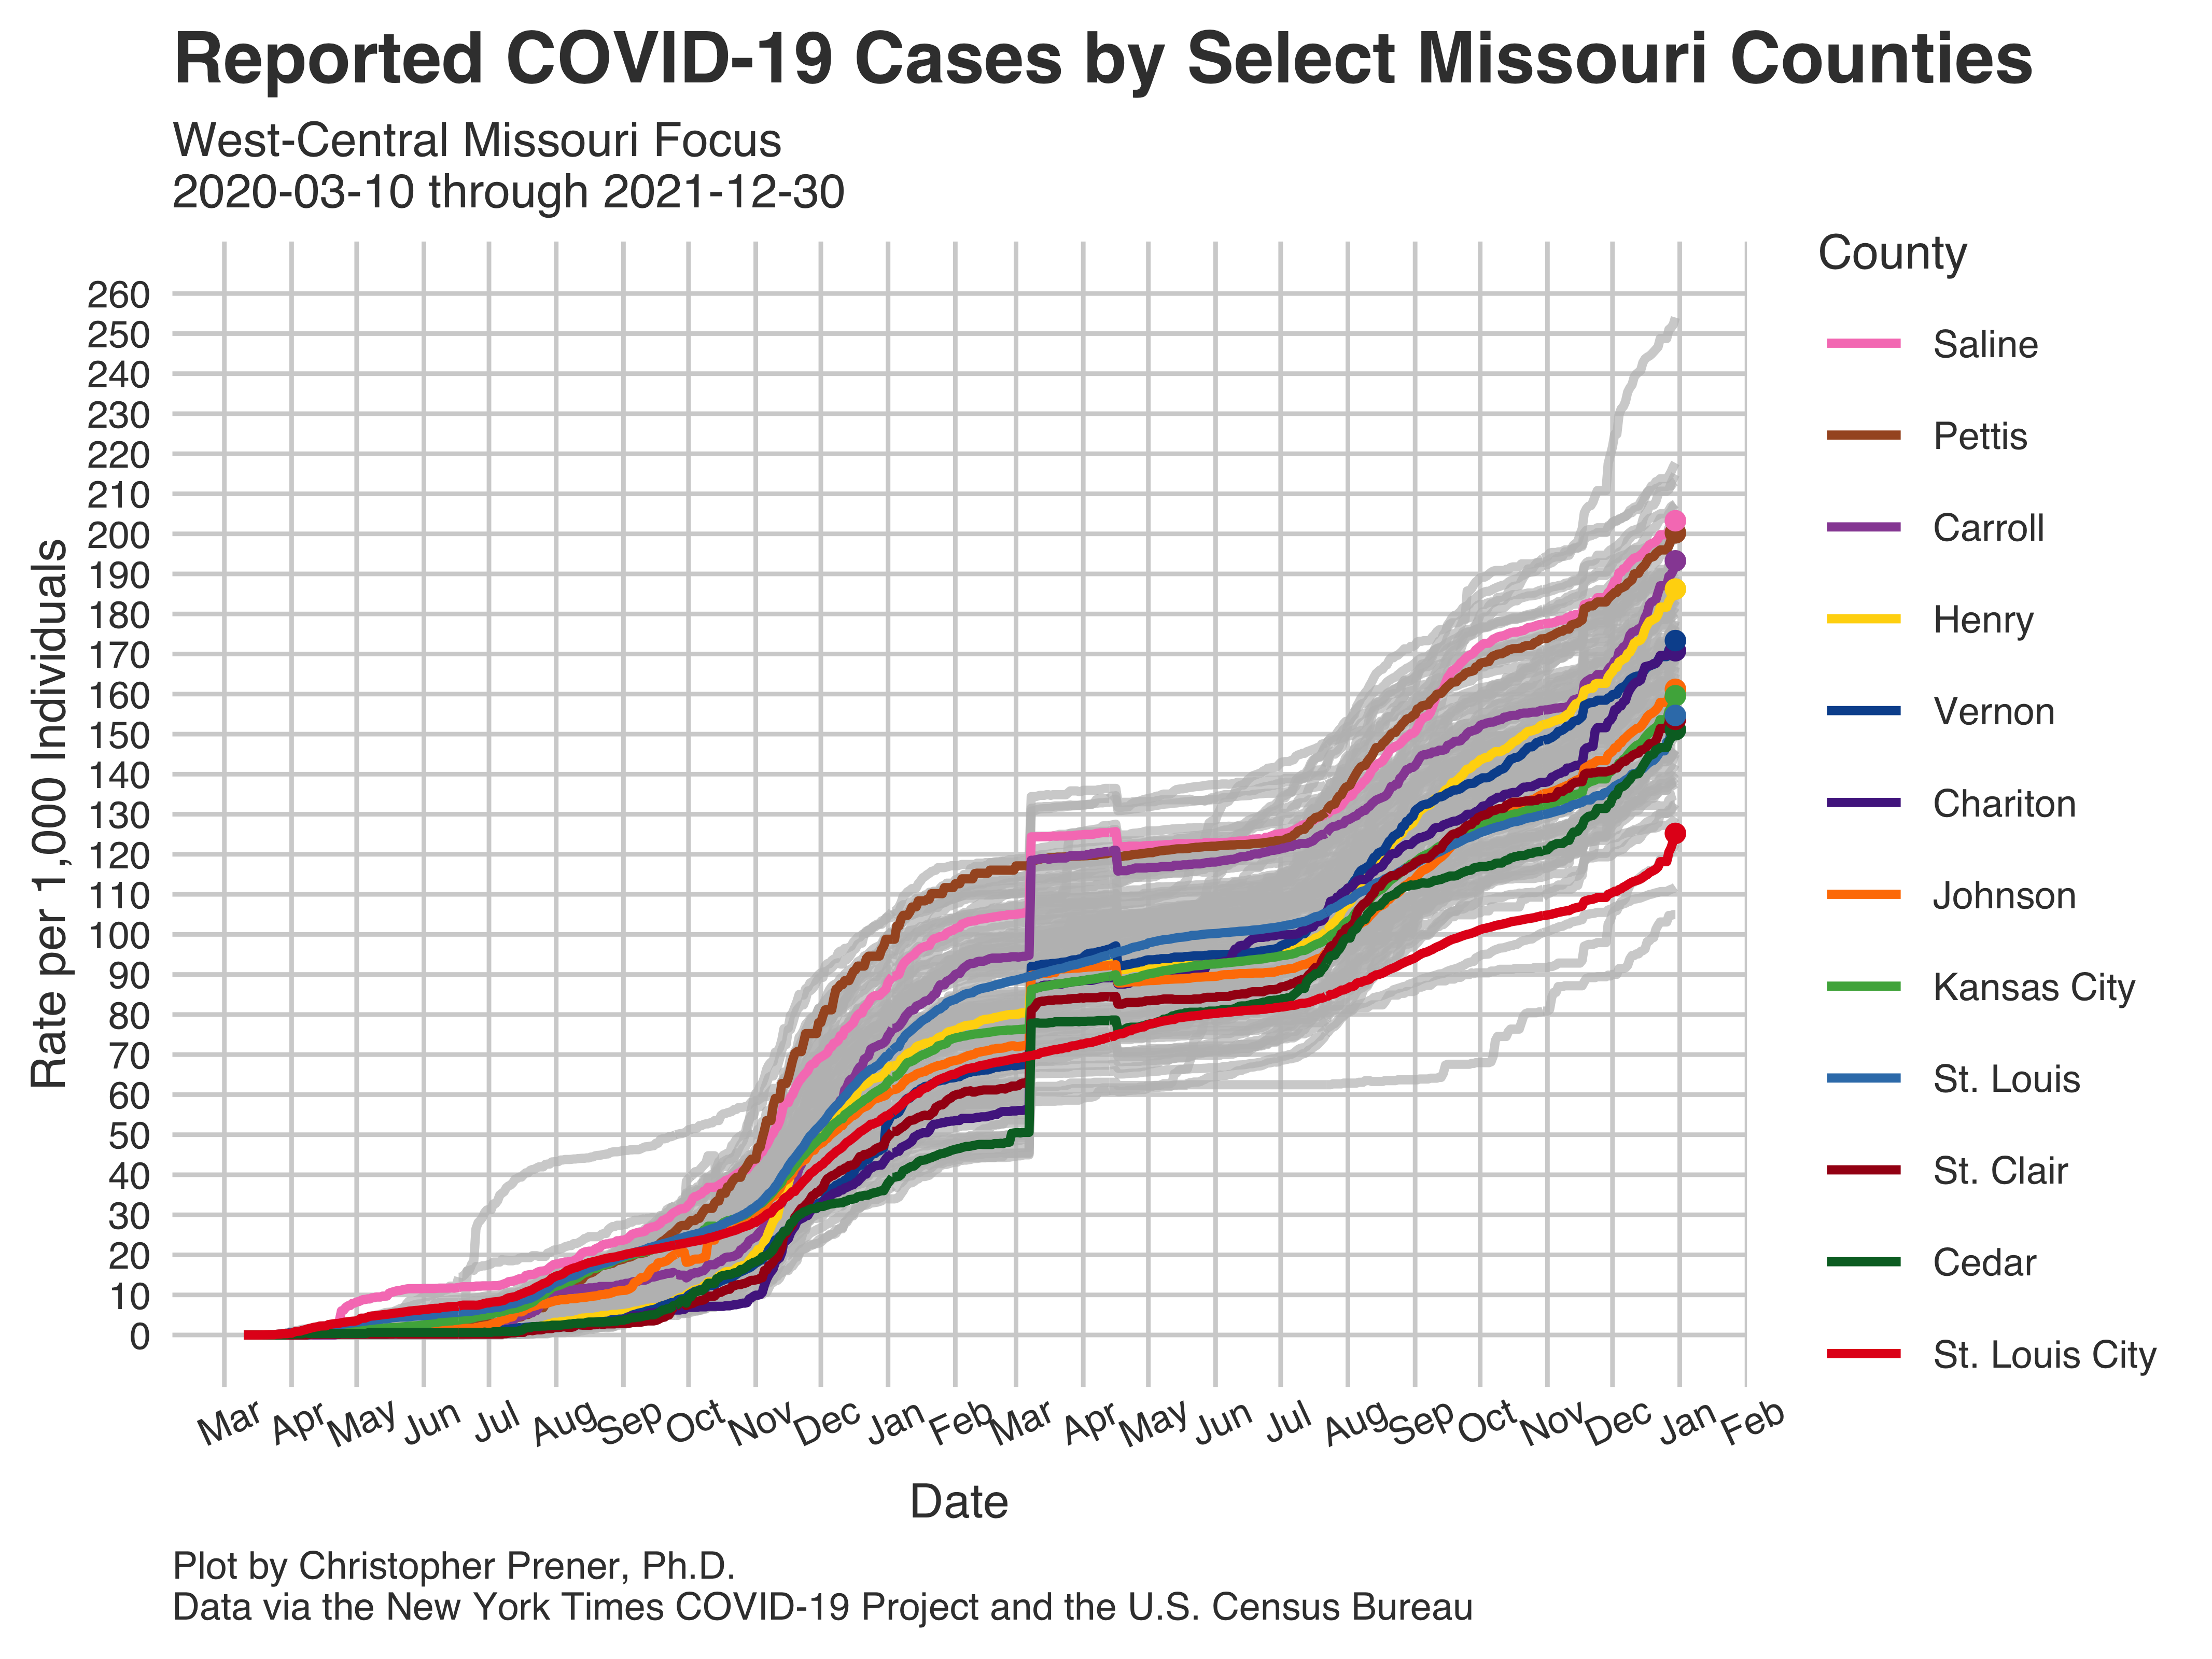 Reported COVID-19 Cases by Select Missouri Counties
West-Central Missouri Focus
2020-03-10 through 2021-12-30
County
Saline
Pettis
Carroll
Henry
Vernon
Chariton
Johnson
Kansas City
St. Louis
St. Clair
Cedar
St. Louis City
Rate per 1,000 Individuals
260
250
240
230
220
210
200
190
180
170
160
150
140
130
120
110
100
90
80
70
60
50
40
30
20
10
0
Mar Apr May Jun Jul Aug Sep Oct Nov Dec Jan Feb Mar Apr May Jun Jul Aug Sep Oct Nov Dec Jan Feb
Date
Plot by Christopher Prener, Ph.D.
Data via the New York Times COVID-19 Project and the U.S. Census Bureau